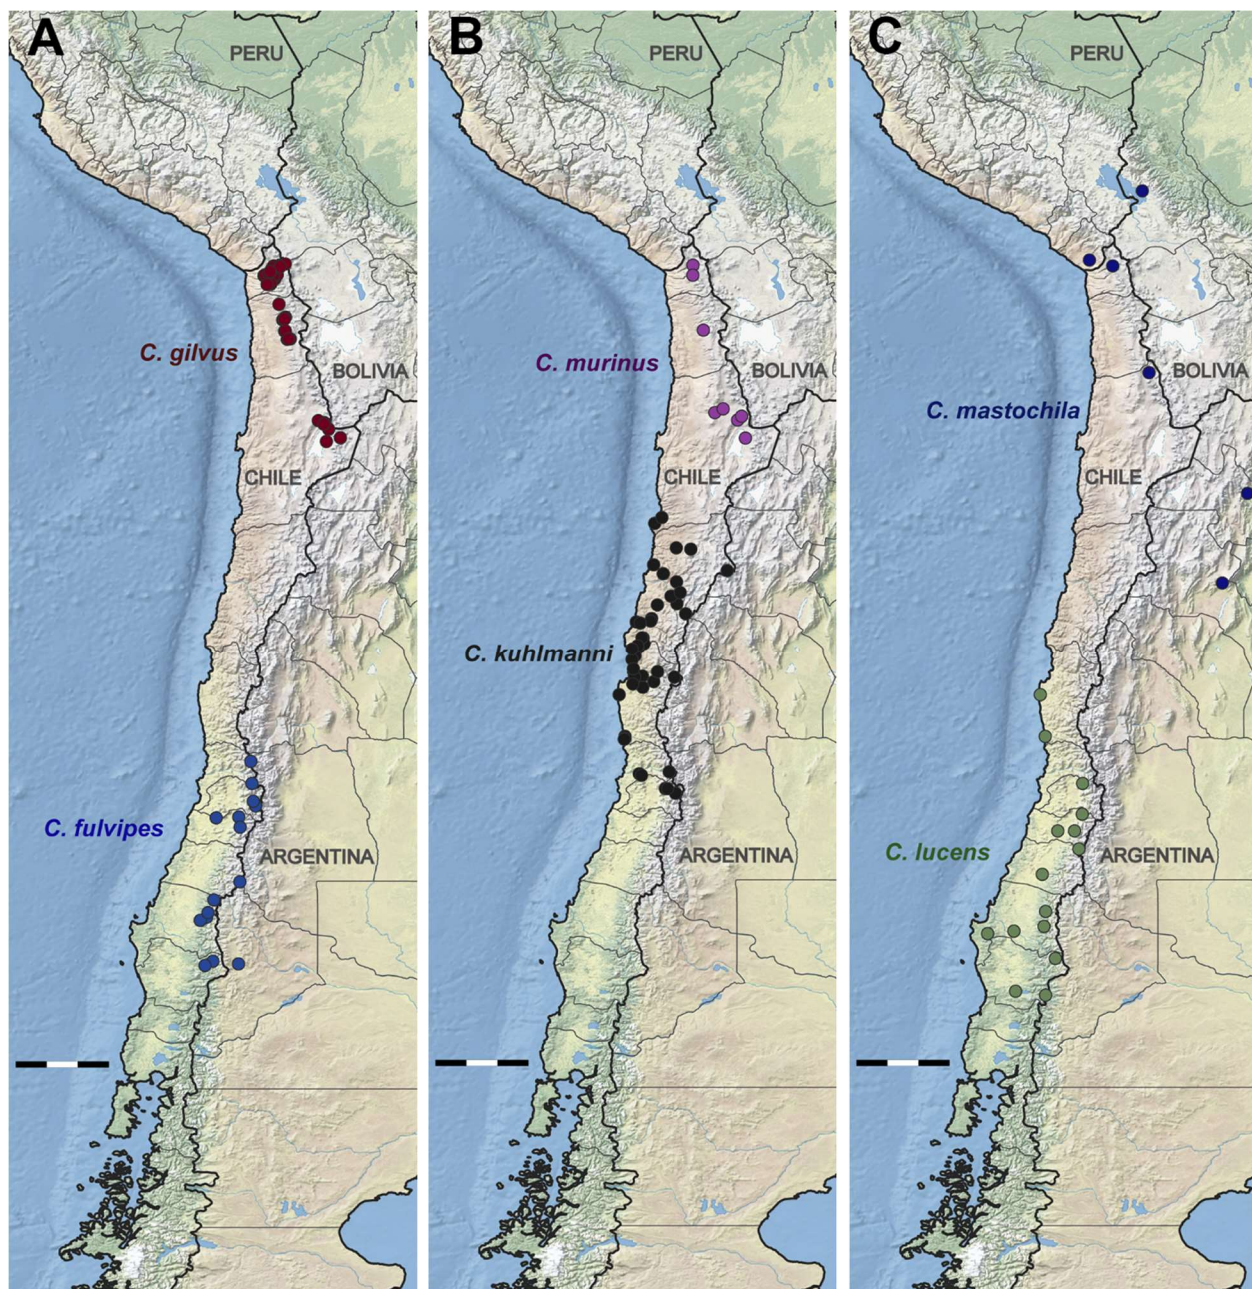 A
PERU
C. gilvus
BOLIVIA
CHILE
C. fulvipes
ARGENTINA
B
PERU
C. murinus
BOLIVIA
CHILE
C. kuhlmanni
ARGENTINA
C
PERU
BOLIVIA
C. mastochila
CHILE
C. lucens
ARGENTINA